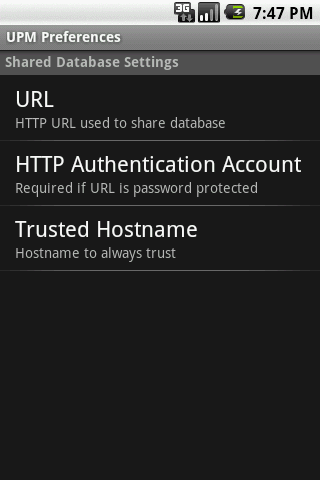 3G 7:47 PM
UPM Preferences
Shared Database Settings
URL
HTTP URL used to share database
HTTP Authentication Account
Required if URL is password protected
Trusted Hostname
Hostname to always trust